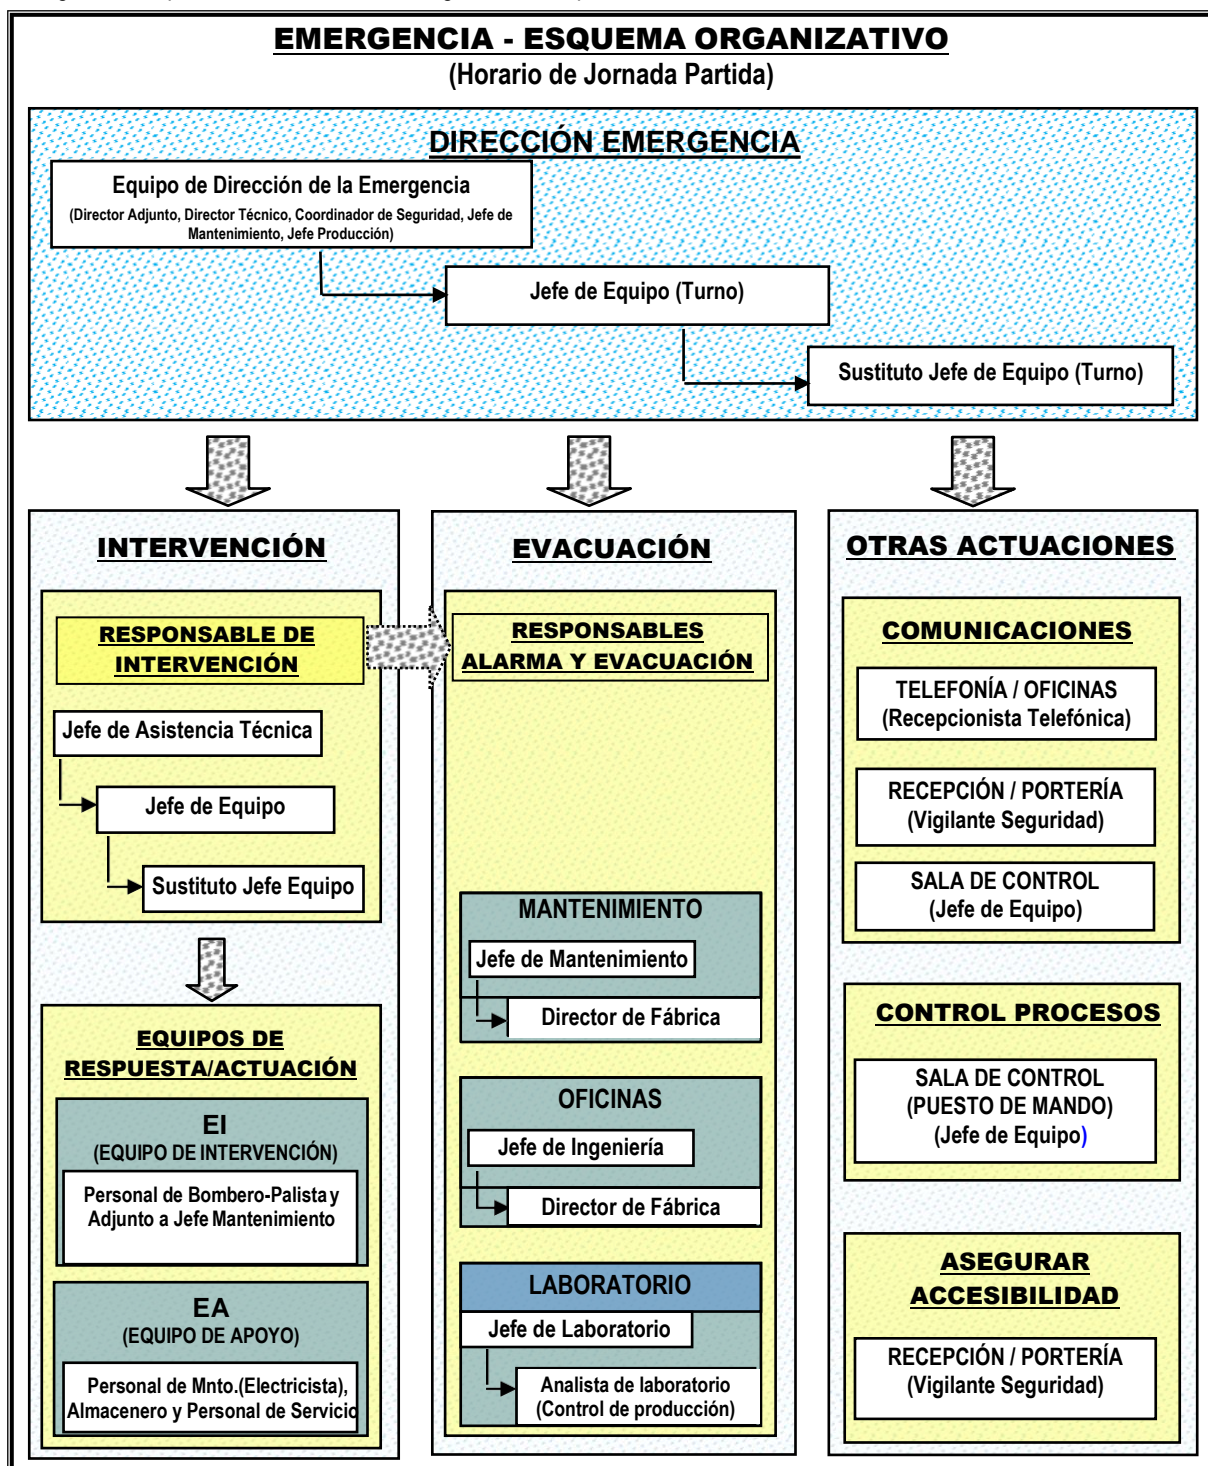 EMERGENCIA - ESQUEMA ORGANIZATIVO
(Horario de Jornada Partida)
DIRECCIÓN EMERGENCIA
Equipo de Dirección de la Emergencia
(Director Adjunto, Director Técnico, Coordinador de Seguridad, Jefe de
Mantenimiento, Jefe Producción)
Jefe de Equipo (Turno)
Sustituto Jefe de Equipo (Turno)
INTERVENCIÓN
RESPONSABLE DE
INTERVENCIÓN
Jefe de Asistencia Técnica
Jefe de Equipo
Sustituto Jefe Equipo
EQUIPOS DE
RESPUESTA/ACTUACIÓN
EI
(EQUIPO DE INTERVENCIÓN)
Personal de Bombero-Palista y
Adjunto a Jefe Mantenimiento
EA
(EQUIPO DE APOYO)
Personal de Mnto.(Electricista),
Almacenero y Personal de Servicio
EVACUACIÓN
RESPONSABLES
ALARMA Y EVACUACIÓN
MANTENIMIENTO
Jefe de Mantenimiento
Director de Fábrica
OFICINAS
Jefe de Ingeniería
Director de Fábrica
LABORATORIO
Jefe de Laboratorio
Analista de laboratorio
(Control de producción)
OTRAS ACTUACIONES
COMUNICACIONES
TELEFONÍA / OFICINAS
(Recepcionista Telefónica)
RECEPCIÓN / PORTERÍA
(Vigilante Seguridad)
SALA DE CONTROL
(Jefe de Equipo)
CONTROL PROCESOS
SALA DE CONTROL
(PUESTO DE MANDO)
(Jefe de Equipo)
ASEGURAR
ACCESIBILIDAD
RECEPCIÓN / PORTERÍA
(Vigilante Seguridad)